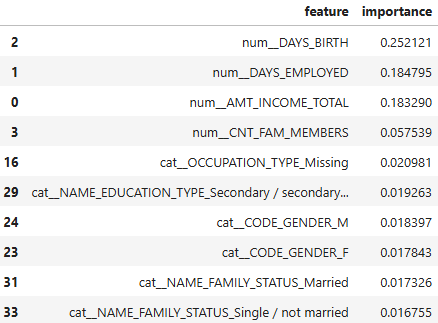 feature importance
2 num__DAYS_BIRTH 0.252121
1 num__DAYS_EMPLOYED 0.184795
0 num__AMT_INCOME_TOTAL 0.183290
3 num__CNT_FAM_MEMBERS 0.057539
16 cat__OCCUPATION_TYPE_Missing 0.020981
29 cat__NAME_EDUCATION_TYPE_Secondary / secondary... 0.019263
24 cat__CODE_GENDER_M 0.018397
23 cat__CODE_GENDER_F 0.017843
31 cat__NAME_FAMILY_STATUS_Married 0.017326
33 cat__NAME_FAMILY_STATUS_Single / not married 0.016755